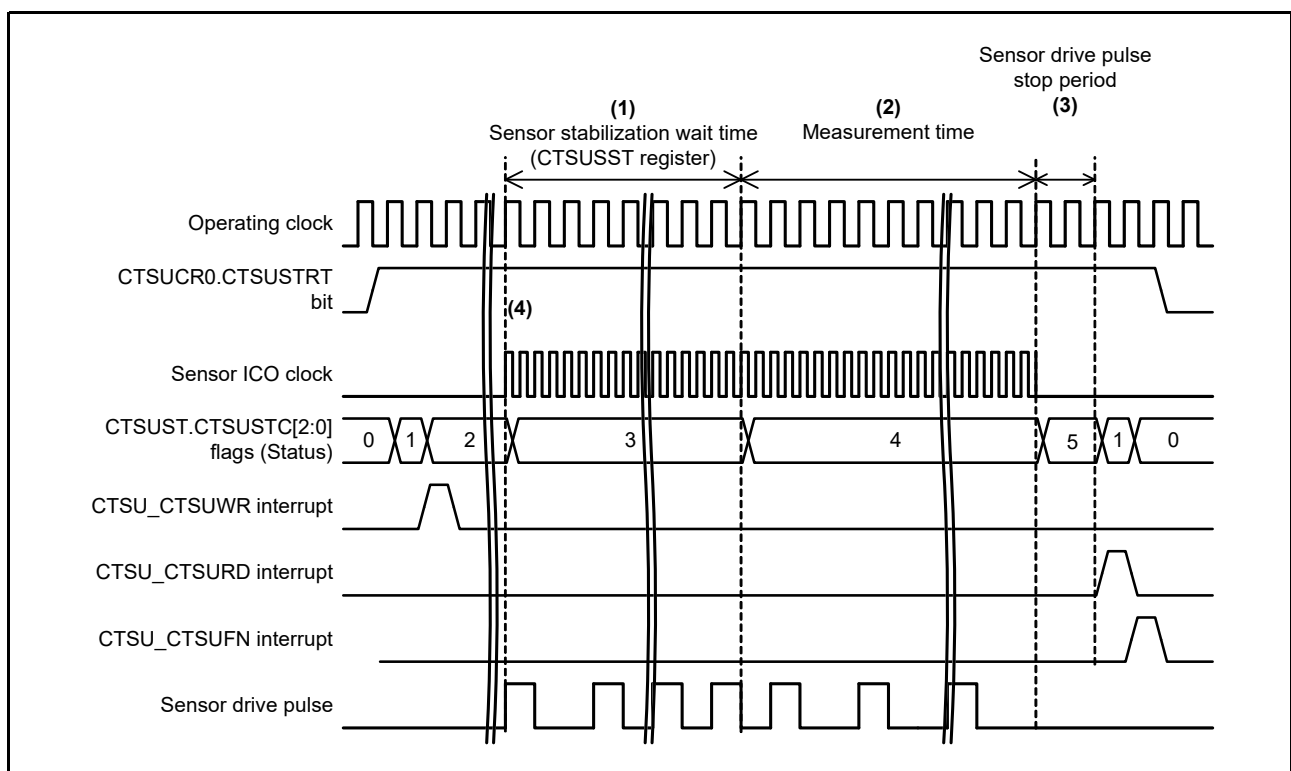 Sensor drive pulse
stop period
(1)
(2)
(3)
Sensor stabilization wait time
(CTSUSST register)
Measurement time
Operating clock
CTSUCR0.CTSUSTRT
bit
(4)
Sensor ICO clock
CTSUST.CTSUSTC[2:0]
flags (Status)
0 1 2 3 4 5 1 0
CTSU_CTSUWR interrupt
CTSU_CTSURD interrupt
CTSU_CTSUFN interrupt
Sensor drive pulse